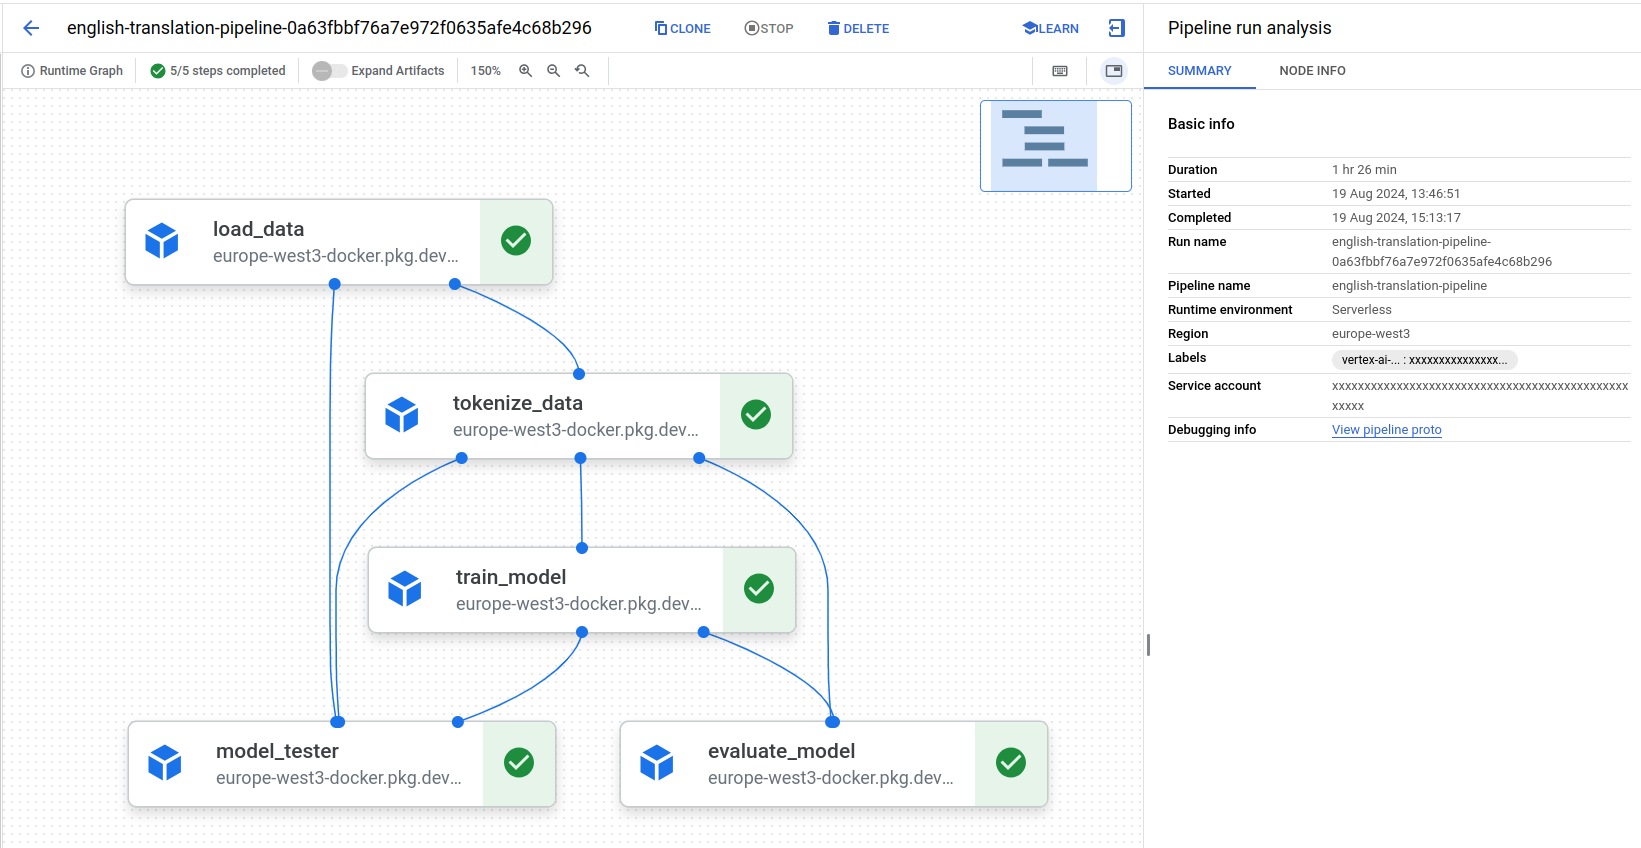 english-translation-pipeline-0a63fbbf76a7e972f0635afe4c68b296
CLONE
STOP
DELETE
LEARN
Runtime Graph
5/5 steps completed
Expand Artifacts
150%
load_data
europe-west3-docker.pkg.dev...
tokenize_data
europe-west3-docker.pkg.dev...
train_model
europe-west3-docker.pkg.dev...
model_tester
europe-west3-docker.pkg.dev...
evaluate_model
europe-west3-docker.pkg.dev...
Pipeline run analysis
SUMMARY
NODE INFO
Basic info
Duration 1 hr 26 min
Started 19 Aug 2024, 13:46:51
Completed 19 Aug 2024, 15:13:17
Run name english-translation-pipeline-
0a63fbbf76a7e972f0635afe4c68b296
Pipeline name english-translation-pipeline
Runtime environment Serverless
Region europe-west3
Labels vertex-ai-... : xxxxxxxxxxxxxxx...
Service account xxxxxxxxxxxxxxxxxxxxxxxxxxxxxxxxxxxxxxxxxxxxxx
xxxxx
Debugging info View pipeline proto